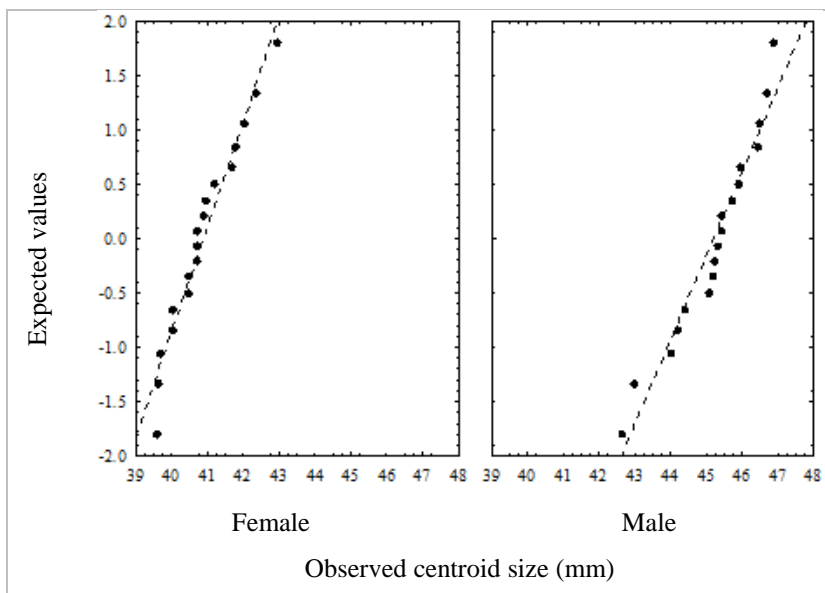 Expected values
2.0
1.5
1.0
0.5
0.0
-0.5
-1.0
-1.5
-2.0
39 40 41 42 43 44 45 46 47 48
39 40 41 42 43 44 45 46 47 48
Female Male
Observed centroid size (mm)